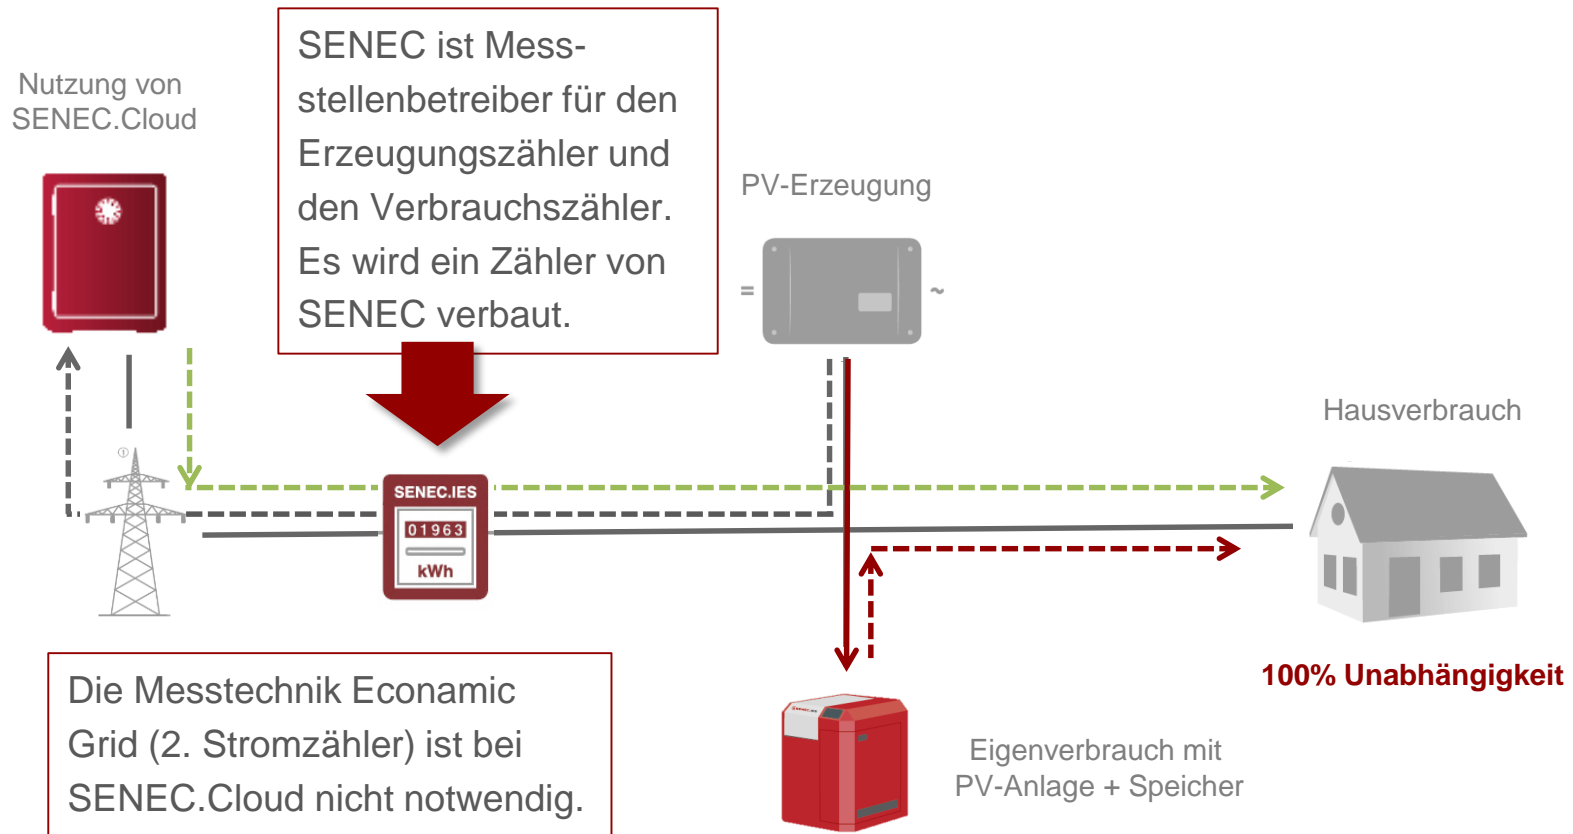 Nutzung von
SENEC.Cloud
SENEC ist Mess-
stellenbetreiber für den
Erzeugungszähler und
den Verbrauchszähler.
Es wird ein Zähler von
SENEC verbaut.
PV-Erzeugung
=
~
Hausverbrauch
①
SENEC.IES
01963
kWh
100% Unabhängigkeit
Die Messtechnik Econamic
Grid (2. Stromzähler) ist bei
SENEC.Cloud nicht notwendig.
Eigenverbrauch mit
PV-Anlage + Speicher